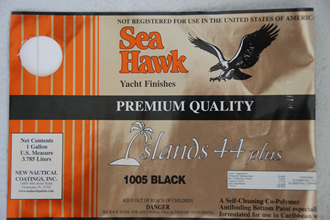 NOT REGISTERED FOR USE IN THE UNITED STATES OF AMERICA
Sea
Hawk
Yacht Finishes
PREMIUM QUALITY
Islands 44 plus
Net Contents
1 Gallon
U.S. Measure
3.785 Liters
NEW NAUTICAL
COATINGS, INC.
1005 BLACK
KEEP OUT OF REACH OF CHILDREN
DANGER
A Self-Cleaning Co-Polymer
Antifouling Bottom Paint especially
formulated for use in Caribbean